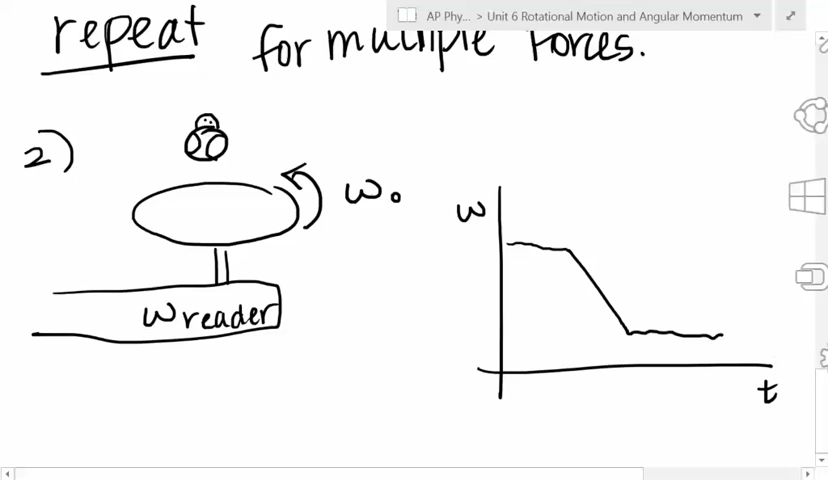 AP Phy... > Unit 6 Rotational Motion and Angular Momentum
repeat for multiple forces.
2)
ω₀
ω
ω reader
t